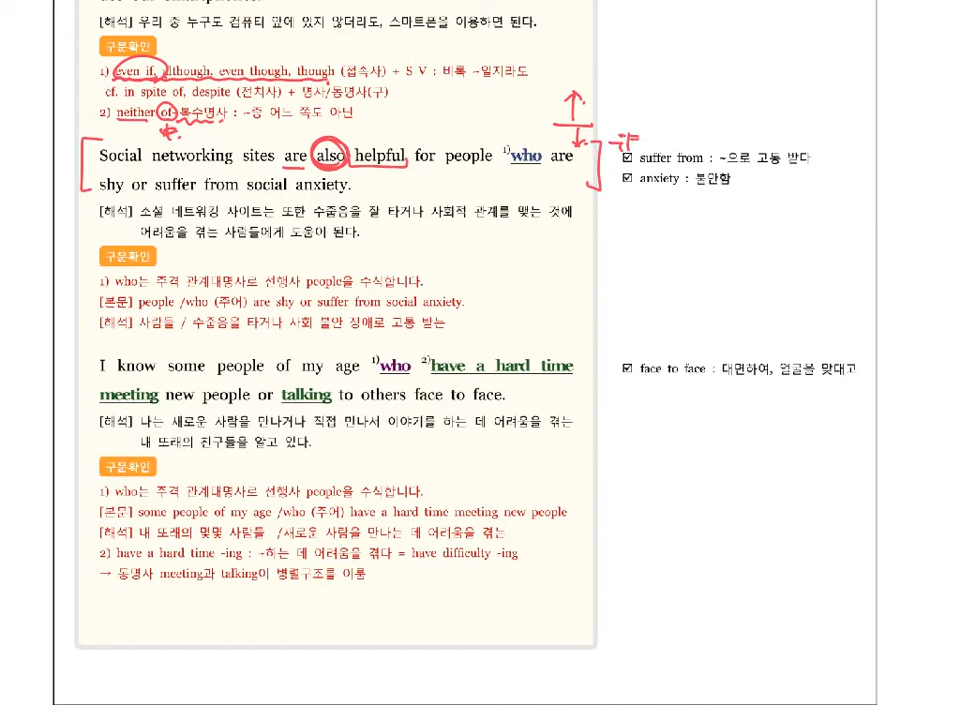 [해석] 우리 중 누구도 컴퓨터 앞에 있지 않더라도, 스마트폰을 이용하면 된다.
구문확인
1) even if, although, even though, though (접속사) + S V : 비록 ~일지라도
cf. in spite of, despite (전치사) + 명사/동명사(구)
2) neither of 복수명사 : ~중 어느 쪽도 아닌
Social networking sites are also helpful for people 1)who are
shy or suffer from social anxiety.
☑ suffer from : ~으로 고통 받다
☑ anxiety : 불안함
[해석] 소셜 네트워킹 사이트는 또한 수줍음을 잘 타거나 사회적 관계를 맺는 것에
어려움을 겪는 사람들에게 도움이 된다.
구문확인
1) who는 주격 관계대명사로 선행사 people을 수식합니다.
[본문] people /who (주어) are shy or suffer from social anxiety.
[해석] 사람들 / 수줍음을 타거나 사회 불안 장애로 고통 받는
I know some people of my age 1)who 2)have a hard time
meeting new people or talking to others face to face.
☑ face to face : 대면하여, 얼굴을 맞대고
[해석] 나는 새로운 사람을 만나거나 직접 만나서 이야기를 하는 데 어려움을 겪는
내 또래의 친구들을 알고 있다.
구문확인
1) who는 주격 관계대명사로 선행사 people을 수식합니다.
[본문] some people of my age /who (주어) have a hard time meeting new people
[해석] 내 또래의 몇몇 사람들 /새로운 사람을 만나는 데 어려움을 겪는
2) have a hard time -ing : ~하는 데 어려움을 겪다 = have difficulty -ing
→ 동명사 meeting과 talking이 병렬구조를 이룸